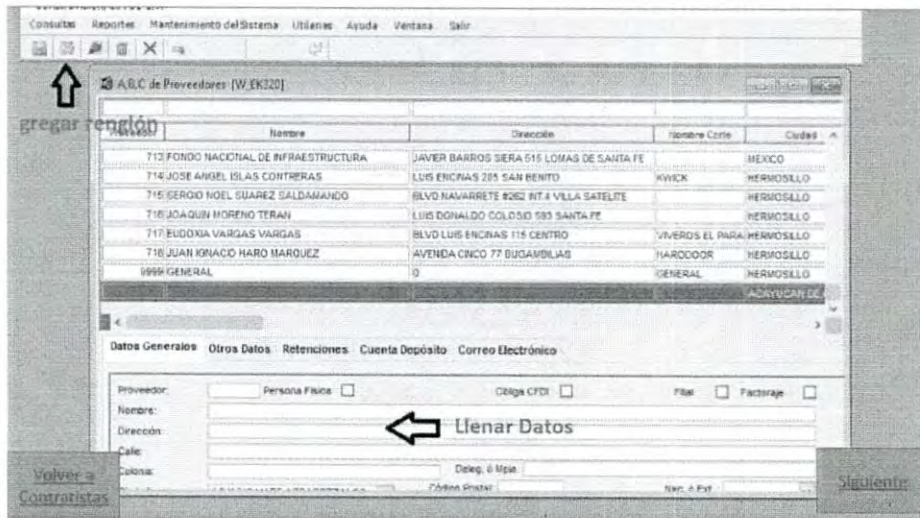 Consultas Reportes Mantenimiento del Sistema Utilerias Ayuda Ventana Salir
A,B,C de Proveedores [W_EK320]
gregar renglón
Nombre Dirección Nombre Corto Ciudad
713 FONDO NACIONAL DE INFRAESTRUCTURA JAVIER BARROS SIERA 515 LOMAS DE SANTA FE MEXICO
714 JOSE ANGEL ISLAS CONTRERAS LUIS ENCINAS 205 SAN BENITO KWICK HERMOSILLO
715 SERGIO NOEL SUAREZ SALDAMANDO BLVD NAVARRETE #262 INT.4 VILLA SATELITE HERMOSILLO
716 JOAQUIN MORENO TERAN LUIS DONALDO COLOSIO 593 SANTA FE HERMOSILLO
717 EUDOXIA VARGAS VARGAS BLVD LUIS ENCINAS 115 CENTRO VIVEROS EL PARA HERMOSILLO
718 JUAN IGNACIO HARO MARQUEZ AVENIDA CINCO 77 BUGAMBILIAS HARODOOR HERMOSILLO
9999 GENERAL 0 GENERAL HERMOSILLO
ACAYUCAN DE
Datos Generales Otros Datos Retenciones Cuenta Depósito Correo Electrónico
Proveedor: Persona Física Obliga CFDI Filial Factoraje
Nombre:
Dirección: Llenar Datos
Calle:
Colonia: Deleg. ó Mpio.
Código Postal: Nac. ó Ext
Volver a
Contratistas
Siguiente